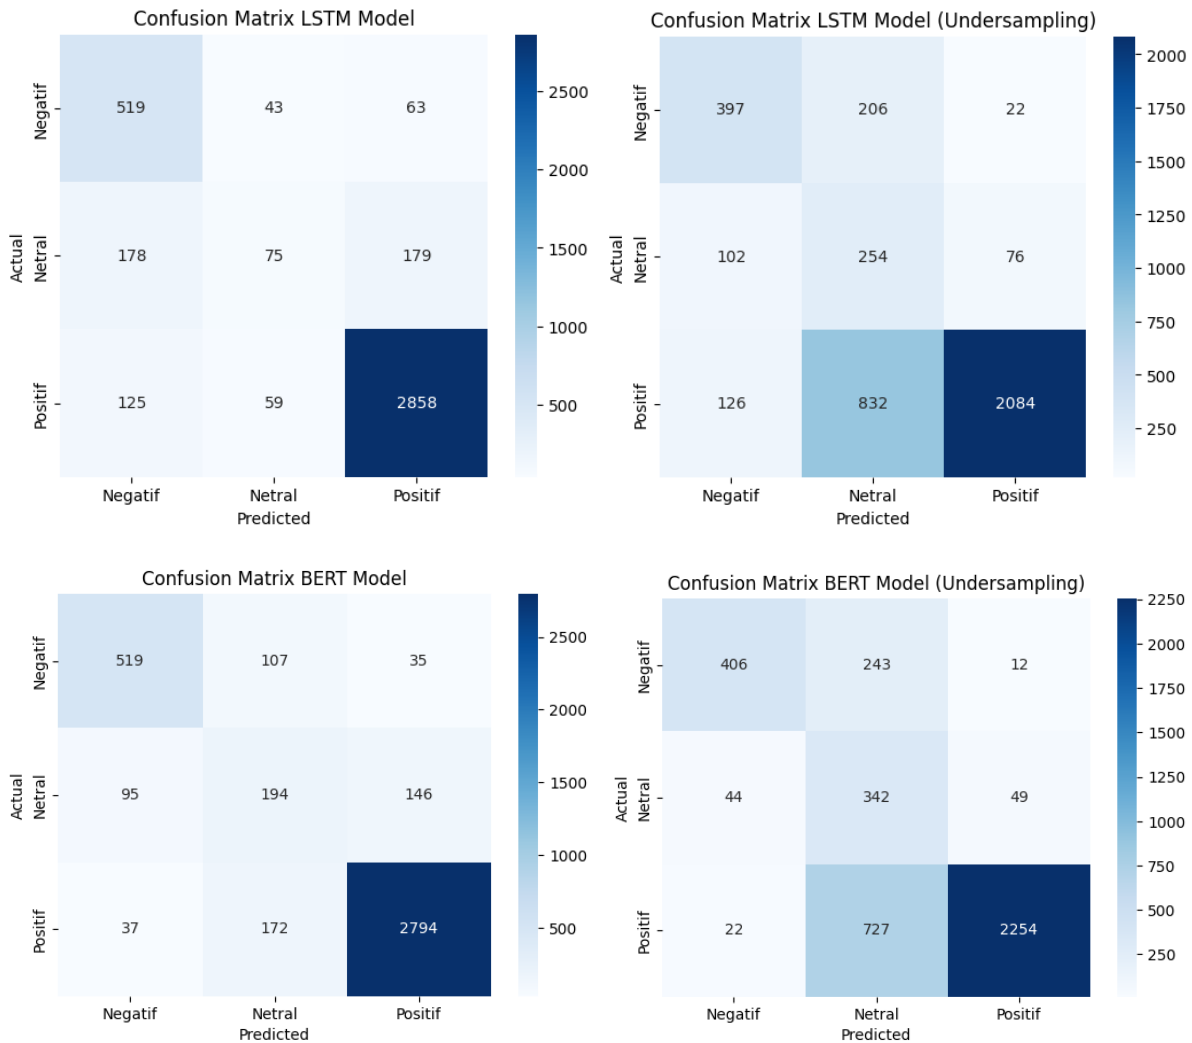 Confusion Matrix LSTM Model
Negatif 519 43 63
Netral 178 75 179
Positif 125 59 2858
Actual
Negatif Netral Positif
Predicted
2500
2000
1500
1000
500
Confusion Matrix LSTM Model (Undersampling)
Negatif 397 206 22
Netral 102 254 76
Positif 126 832 2084
Actual
Negatif Netral Positif
Predicted
2000
1750
1500
1250
1000
750
500
250
Confusion Matrix BERT Model
Negatif 519 107 35
Netral 95 194 146
Positif 37 172 2794
Actual
Negatif Netral Positif
Predicted
2500
2000
1500
1000
500
Confusion Matrix BERT Model (Undersampling)
Negatif 406 243 12
Netral 44 342 49
Positif 22 727 2254
Actual
Negatif Netral Positif
Predicted
2250
2000
1750
1500
1250
1000
750
500
250